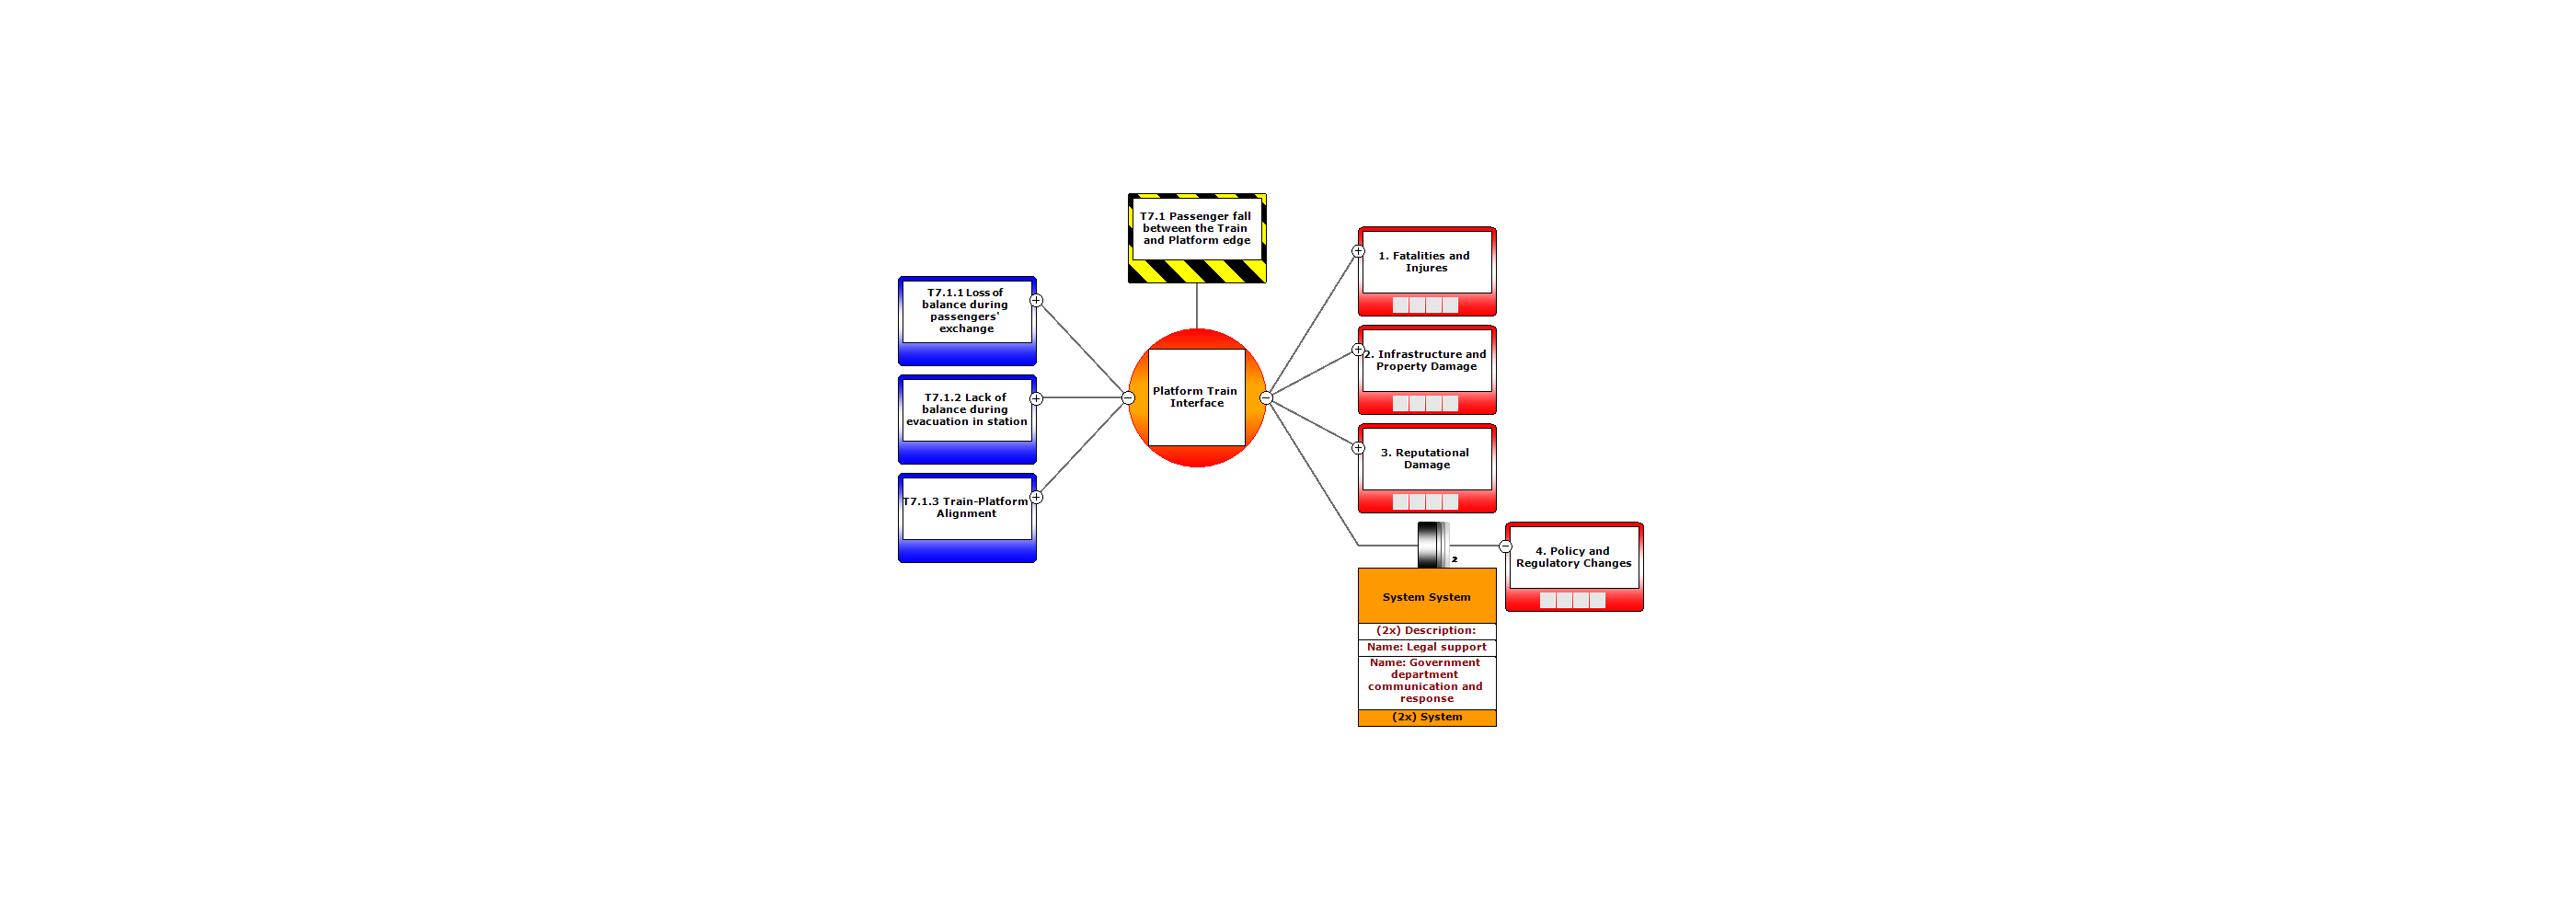 T7.1 Passenger fall
between the Train
and Platform edge
T7.1.1 Loss of
balance during
passengers'
exchange
T7.1.2 Lack of
balance during
evacuation in station
T7.1.3 Train-Platform
Alignment
Platform Train
Interface
1. Fatalities and
Injures
2. Infrastructure and
Property Damage
3. Reputational
Damage
2
4. Policy and
Regulatory Changes
System System
(2x) Description:
Name: Legal support
Name: Government
department
communication and
response
(2x) System